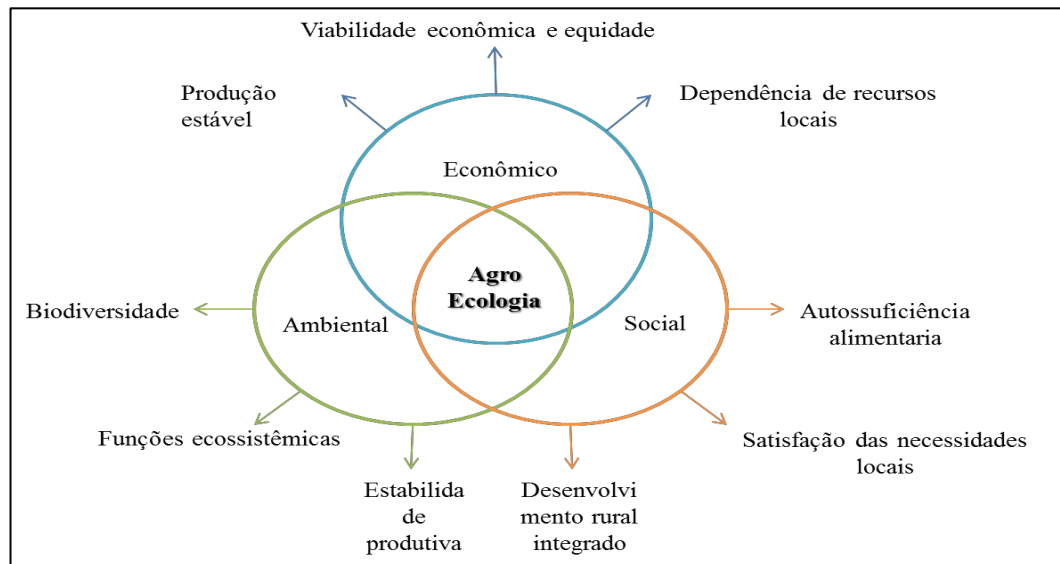 Viabilidade econômica e equidade
Produção
estável
Dependência de recursos
locais
Econômico
Agro
Ecologia
Biodiversidade
Ambiental
Social
Autossuficiência
alimentaria
Funções ecossistêmicas
Satisfação das necessidades
locais
Estabilida
de
produtiva
Desenvolvi
mento rural
integrado